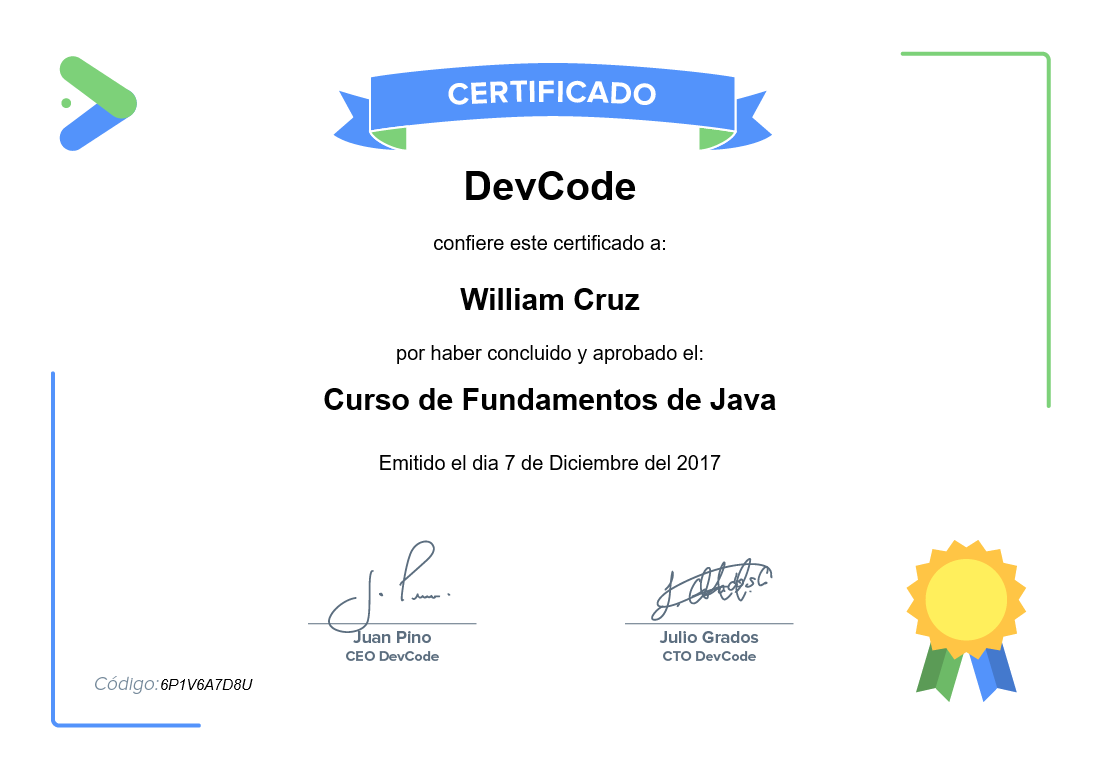 CERTIFICADO
DevCode
confiere este certificado a:
William Cruz
por haber concluido y aprobado el:
Curso de Fundamentos de Java
Emitido el dia 7 de Diciembre del 2017
Juan Pino
CEO DevCode
Julio Grados
CTO DevCode
Código: 6P1V6A7D8U